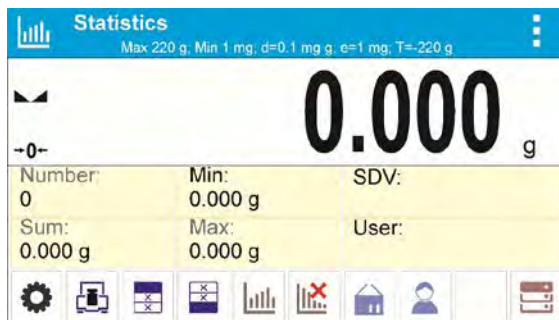 Statistics
Max 220 g; Min 1 mg; d=0.1 mg g; e=1 mg; T=-220 g
0.000 g
→0←
Number: Min: SDV:
0 0.000 g
Sum: Max: User:
0.000 g 0.000 g